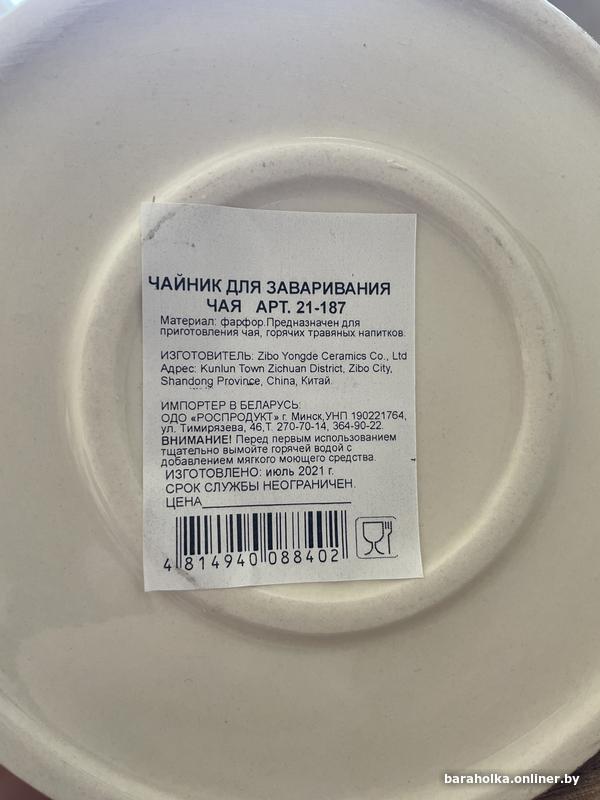 ЧАЙНИК ДЛЯ ЗАВАРИВАНИЯ
ЧАЯ АРТ. 21-187
Материал: фарфор.Предназначен для
приготовления чая, горячих травяных напитков.
ИЗГОТОВИТЕЛЬ: Zibo Yongde Ceramics Co., Ltd
Адрес: Kunlun Town Zichuan District, Zibo City,
Shandong Province, China, Китай.
ИМПОРТЕР В БЕЛАРУСЬ:
ОДО «РОСПРОДУКТ» г. Минск,УНП 190221764,
ул. Тимирязева, 46,Т. 270-70-14, 364-90-22.
ВНИМАНИЕ! Перед первым использованием
тщательно вымойте горячей водой с
добавлением мягкого моющего средства.
ИЗГОТОВЛЕНО: июль 2021 г.
СРОК СЛУЖБЫ НЕОГРАНИЧЕН.
ЦЕНА
4 814940 088402
baraholka.onliner.by